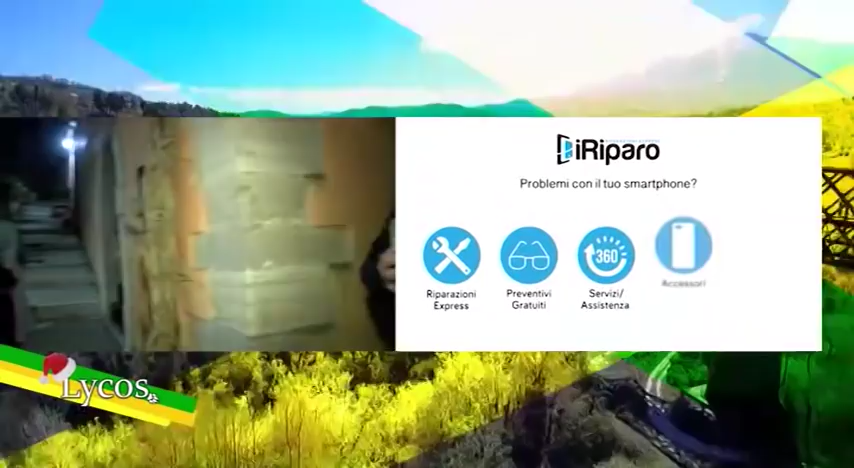 iRiparo
Problemi con il tuo smartphone?
360
Riparazioni
Express
Preventivi
Gratuiti
Servizi/
Assistenza
Accessori
Lycos